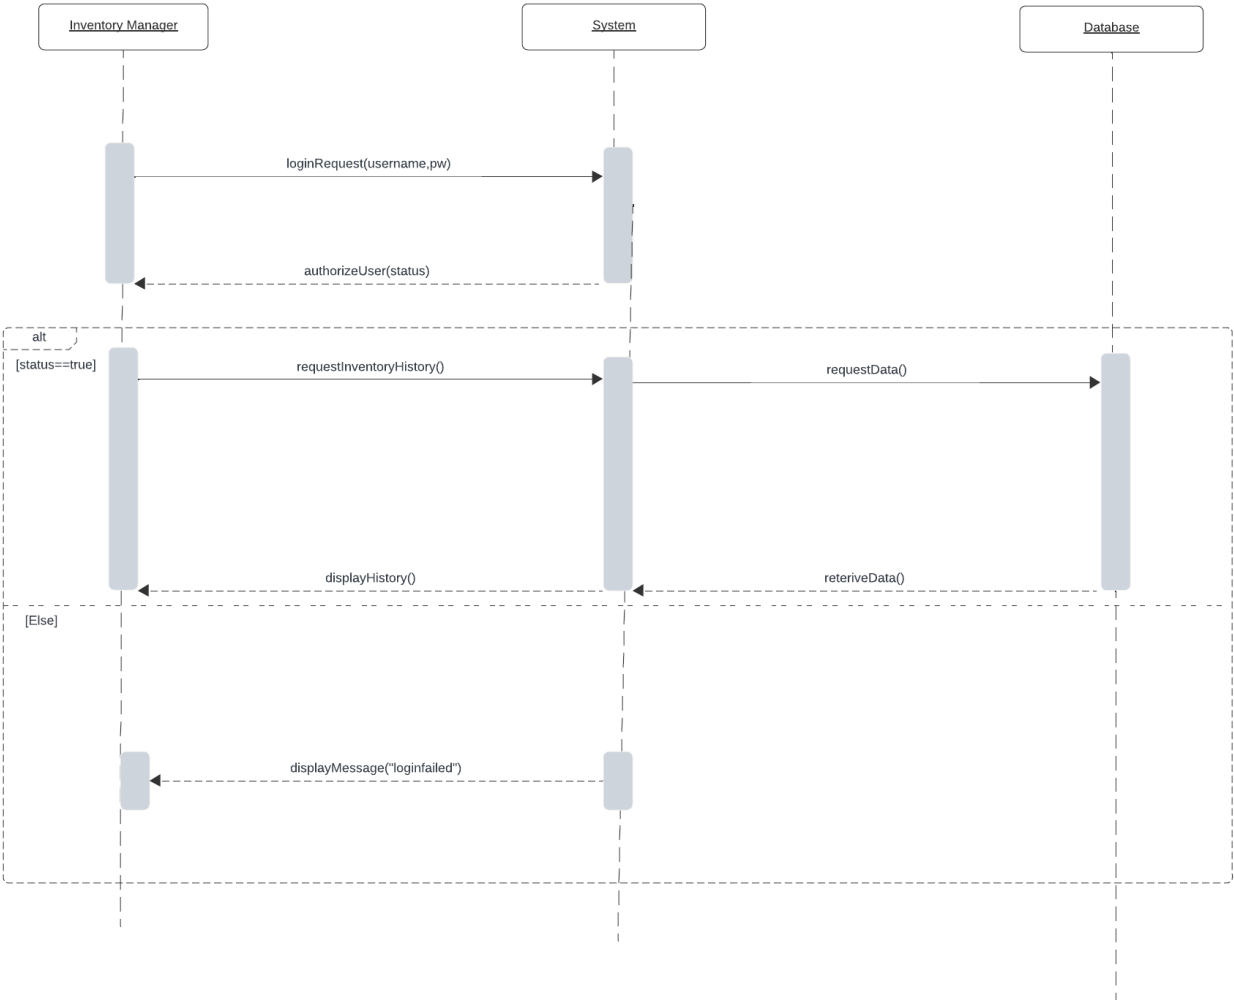 Inventory Manager
System
Database
loginRequest(username,pw)
authorizeUser(status)
alt
[status==true]
requestInventoryHistory()
requestData()
displayHistory()
reteriveData()
[Else]
displayMessage("loginfailed")